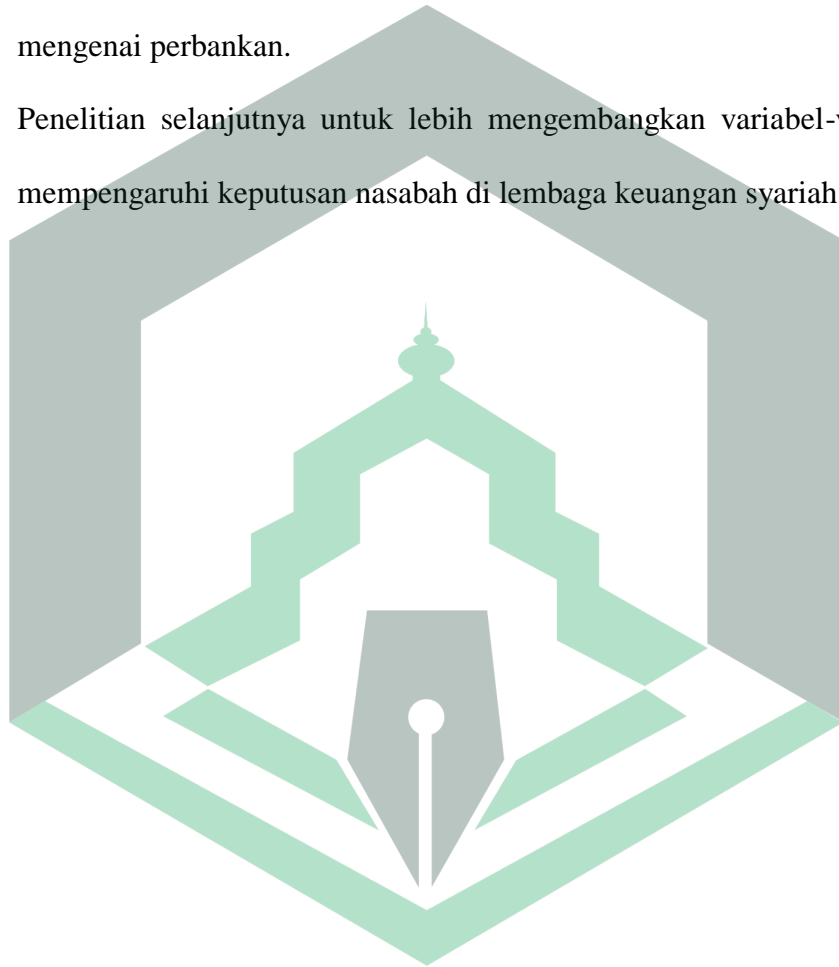 mengenai perbankan.
Penelitian selanjutnya untuk lebih mengembangkan variabel-
mempengaruhi keputusan nasabah di lembaga keuangan syariah